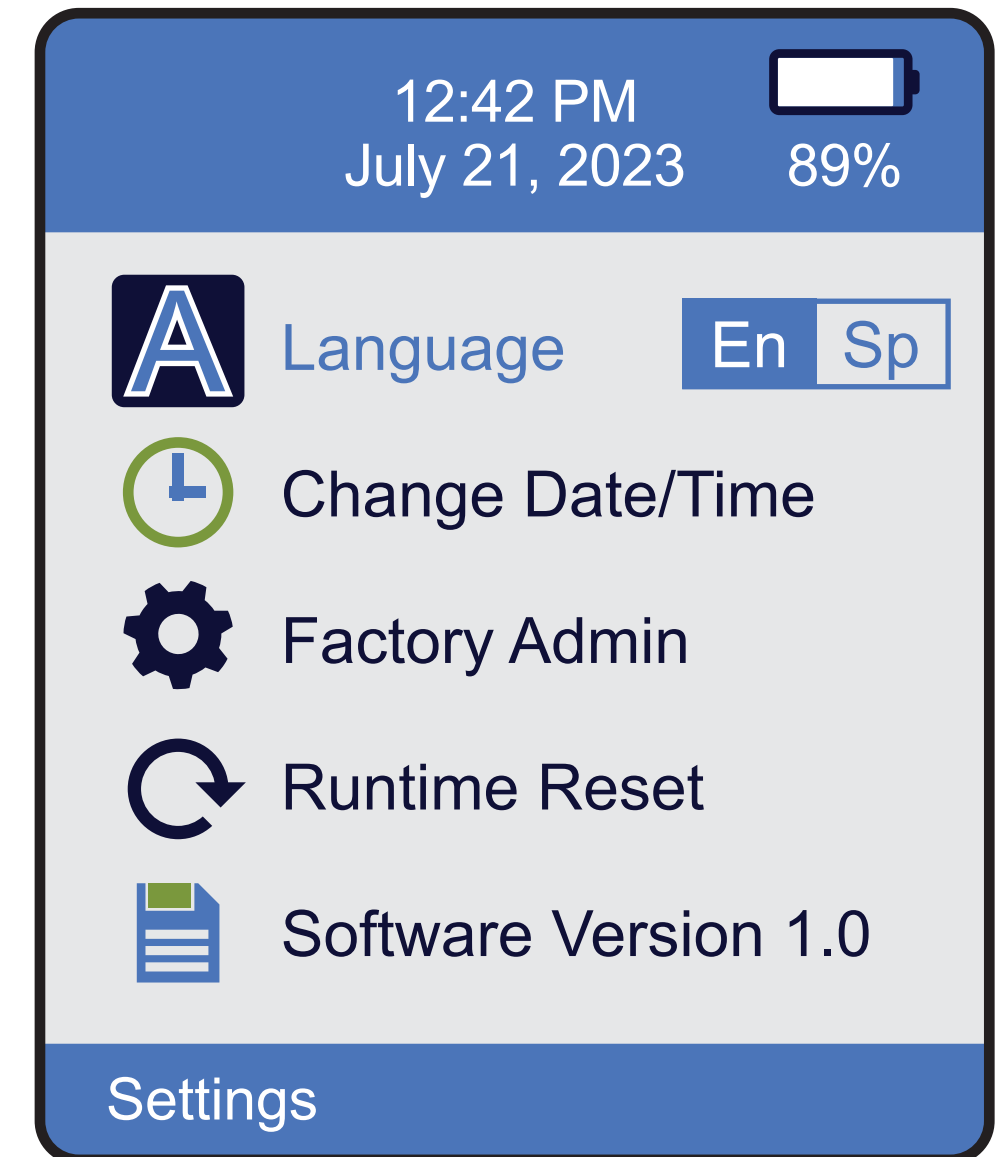 12:42 PM
July 21, 2023
89%
A
Language
En Sp
Change Date/Time
Factory Admin
Runtime Reset
Software Version 1.0
Settings